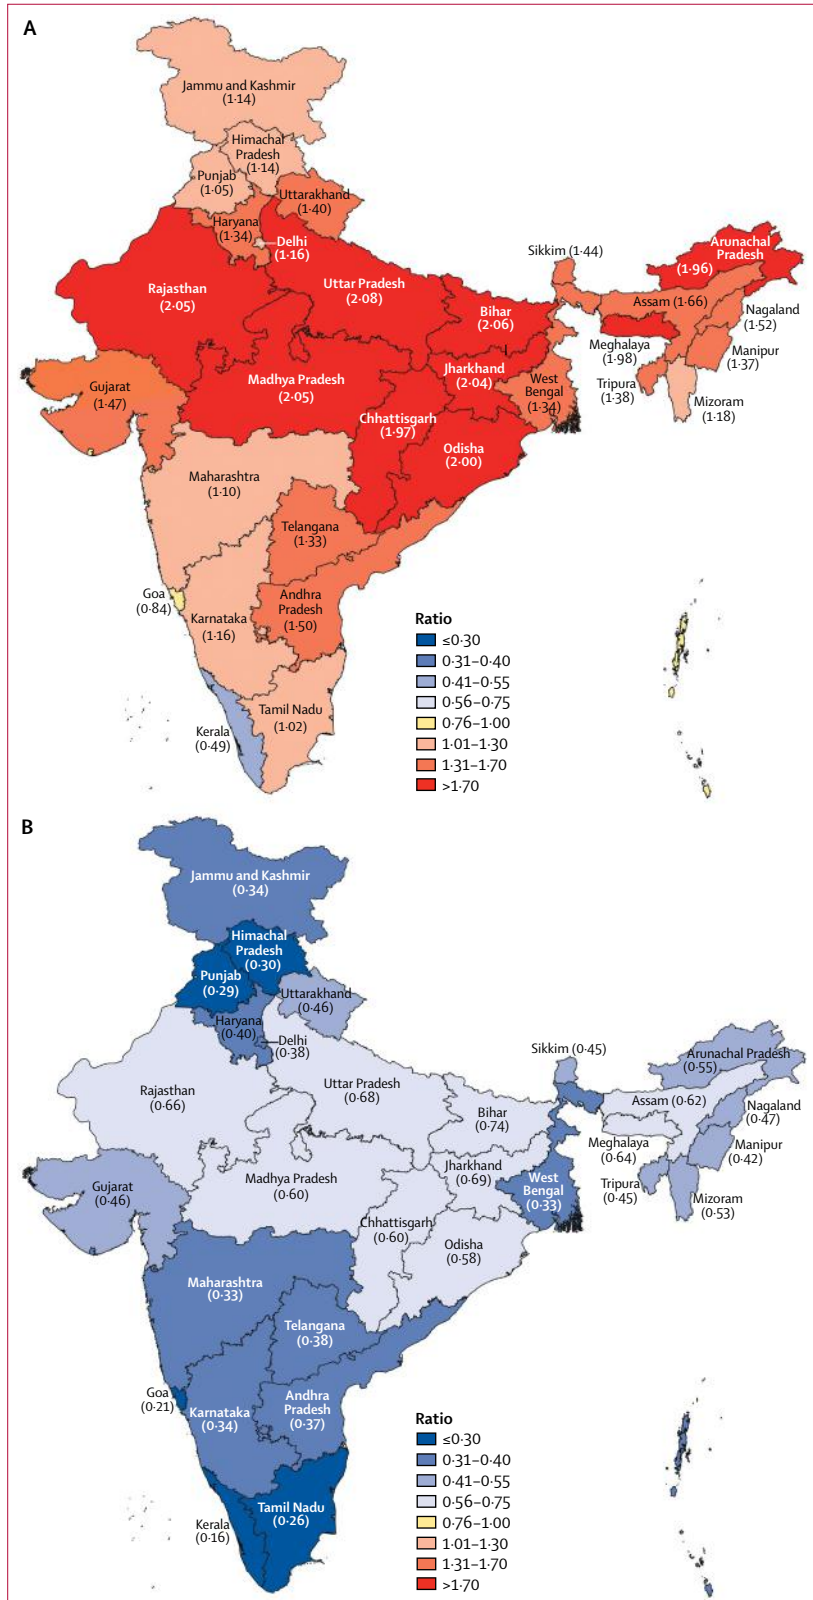 A
Jammu and Kashmir
(1·14)
Himachal
Pradesh
(1·14)
Punjab
(1·05)
Uttarakhand
(1·40)
Haryana
(1·34)
Delhi
(1·16)
Rajasthan
(2·05)
Uttar Pradesh
(2·08)
Bihar
(2·06)
Sikkim (1·44)
Arunachal
Pradesh
(1·96)
Assam (1·66)
Nagaland
(1·52)
Meghalaya
(1·98)
Manipur
(1·37)
Tripura
(1·38)
Mizoram
(1·18)
Gujarat
(1·47)
Madhya Pradesh
(2·05)
Jharkhand
(2·04)
West
Bengal
(1·34)
Chhattisgarh
(1·97)
Odisha
(2·00)
Maharashtra
(1·10)
Telangana
(1·33)
Goa
(0·84)
Karnataka
(1·16)
Andhra
Pradesh
(1·50)
Kerala
(0·49)
Tamil Nadu
(1·02)
Ratio
≤0·30
0·31–0·40
0·41–0·55
0·56–0·75
0·76–1·00
1·01–1·30
1·31–1·70
>1·70
B
Jammu and Kashmir
(0·34)
Himachal
Pradesh
(0·30)
Punjab
(0·29)
Uttarakhand
(0·46)
Haryana
(0·40)
Delhi
(0·38)
Rajasthan
(0·66)
Uttar Pradesh
(0·68)
Bihar
(0·74)
Sikkim (0·45)
Arunachal Pradesh
(0·55)
Assam (0·62)
Nagaland
(0·47)
Meghalaya
(0·64)
Manipur
(0·42)
Tripura
(0·45)
Mizoram
(0·53)
Gujarat
(0·46)
Madhya Pradesh
(0·60)
Jharkhand
(0·69)
West
Bengal
(0·33)
Chhattisgarh
(0·60)
Odisha
(0·58)
Maharashtra
(0·33)
Telangana
(0·38)
Goa
(0·21)
Karnataka
(0·34)
Andhra
Pradesh
(0·37)
Kerala
(0·16)
Tamil Nadu
(0·26)
Ratio
≤0·30
0·31–0·40
0·41–0·55
0·56–0·75
0·76–1·00
1·01–1·30
1·31–1·70
>1·70